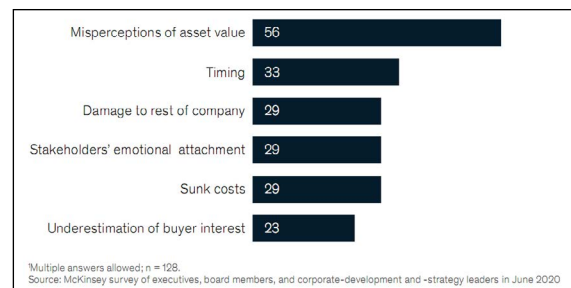 Misperceptions of asset value 56
Timing 33
Damage to rest of company 29
Stakeholders' emotional attachment 29
Sunk costs 29
Underestimation of buyer interest 23
¹Multiple answers allowed; n = 128.
Source: McKinsey survey of executives, board members, and corporate-development and -strategy leaders in June 2020